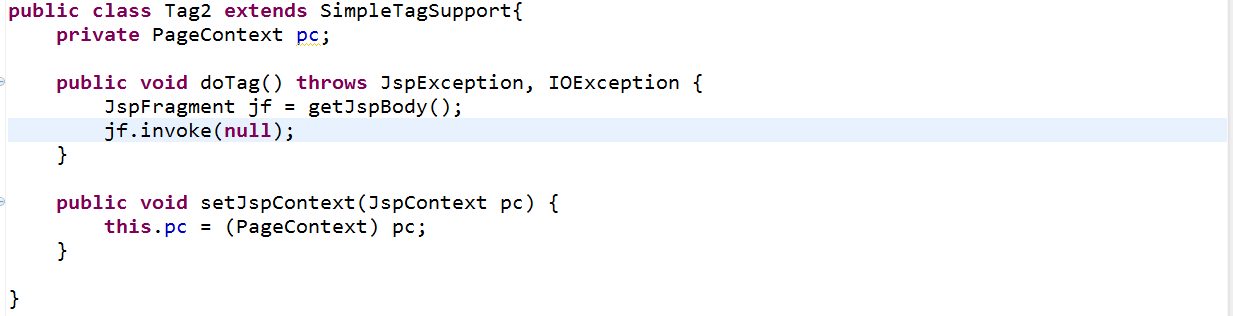 public class Tag2 extends SimpleTagSupport{
    private PageContext pc;
    public void doTag() throws JspException, IOException {
        JspFragment jf = getJspBody();
        jf.invoke(null);
    }
    public void setJspContext(JspContext pc) {
        this.pc = (PageContext) pc;
    }
}